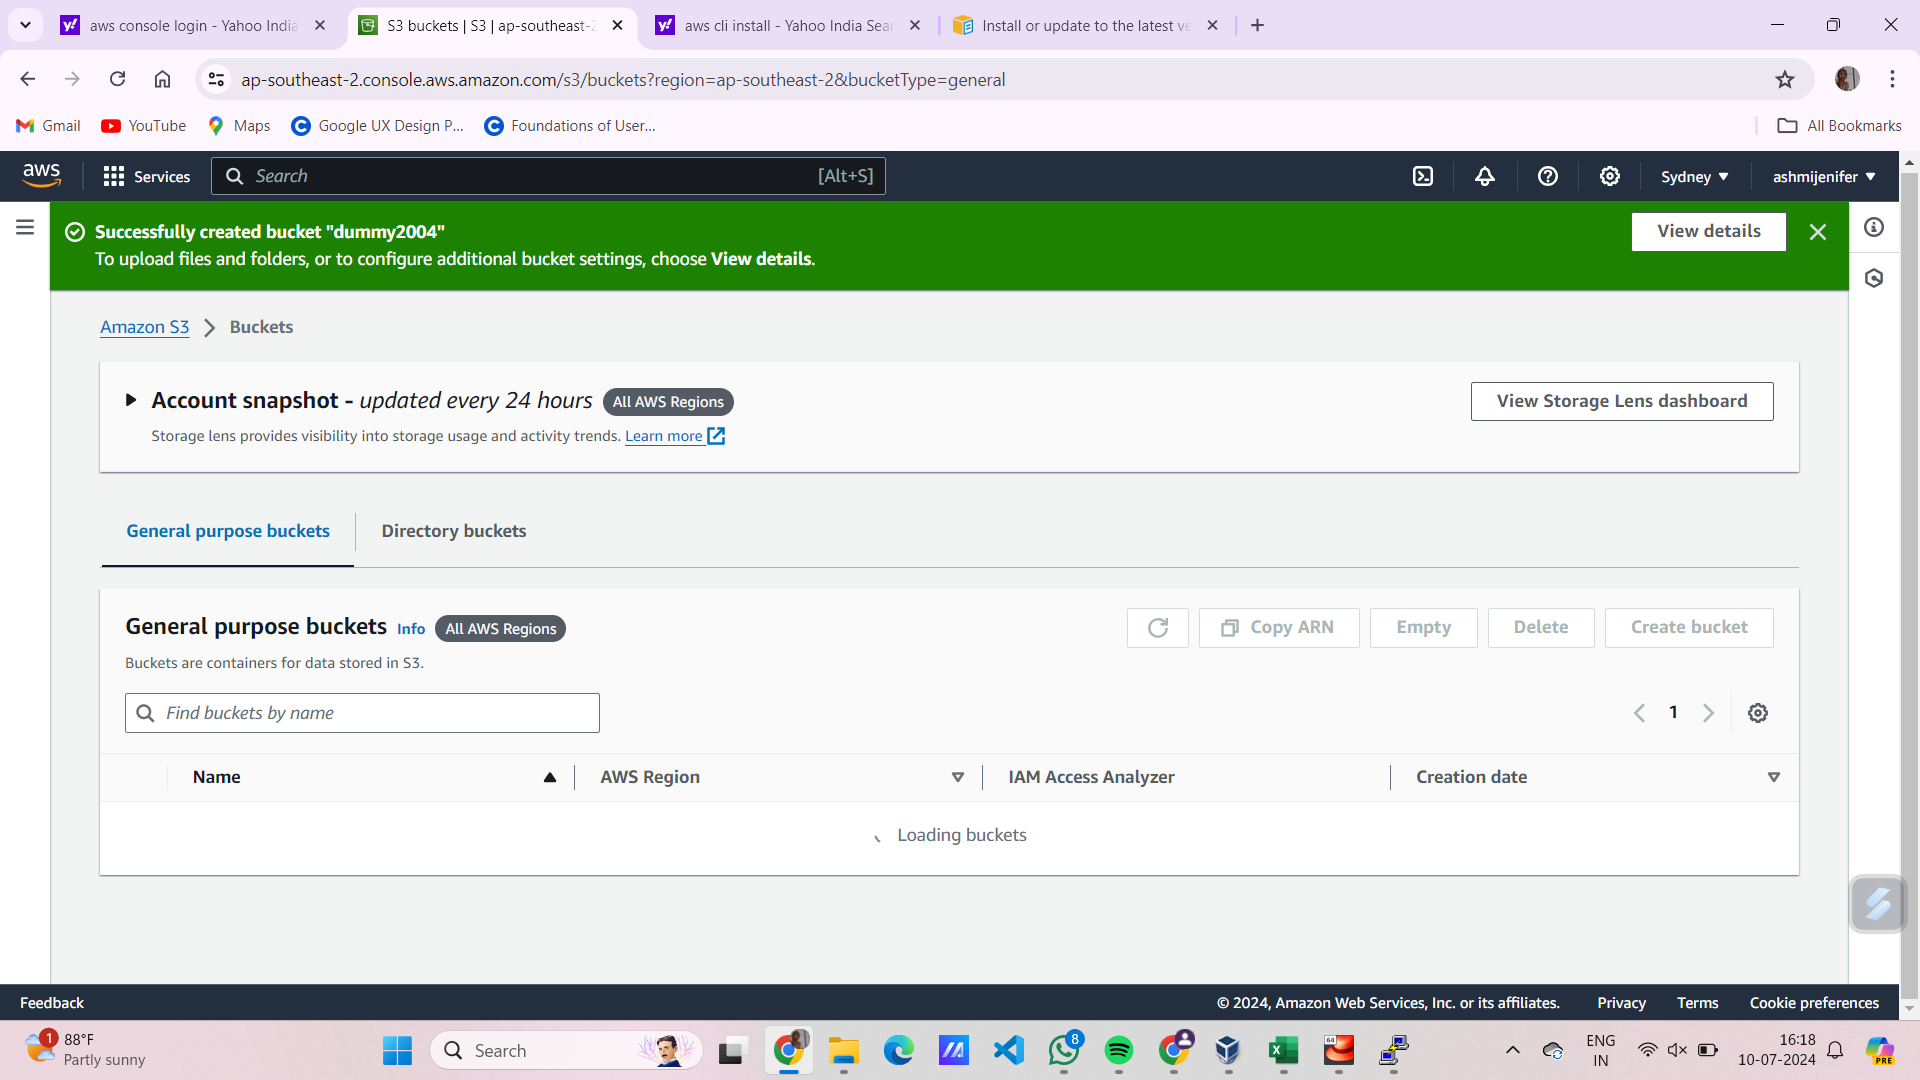 aws console login - Yahoo India
S3 buckets | S3 | ap-southeast-2
aws cli install - Yahoo India Sear
Install or update to the latest ve
ap-southeast-2.console.aws.amazon.com/s3/buckets?region=ap-southeast-2&bucketType=general
Gmail
YouTube
Maps
Google UX Design P...
Foundations of User...
All Bookmarks
aws
Services
Search
[Alt+S]
Sydney
ashmijenifer
Successfully created bucket "dummy2004"
To upload files and folders, or to configure additional bucket settings, choose View details.
View details
Amazon S3
Buckets
Account snapshot - updated every 24 hours
All AWS Regions
Storage lens provides visibility into storage usage and activity trends. Learn more
View Storage Lens dashboard
General purpose buckets
Directory buckets
General purpose buckets Info
All AWS Regions
Buckets are containers for data stored in S3.
Copy ARN
Empty
Delete
Create bucket
Find buckets by name
1
Name
AWS Region
IAM Access Analyzer
Creation date
Loading buckets
Feedback
© 2024, Amazon Web Services, Inc. or its affiliates.
Privacy
Terms
Cookie preferences
1
88°F
Partly sunny
Search
8
64
ENG
IN
16:18
10-07-2024
PRE